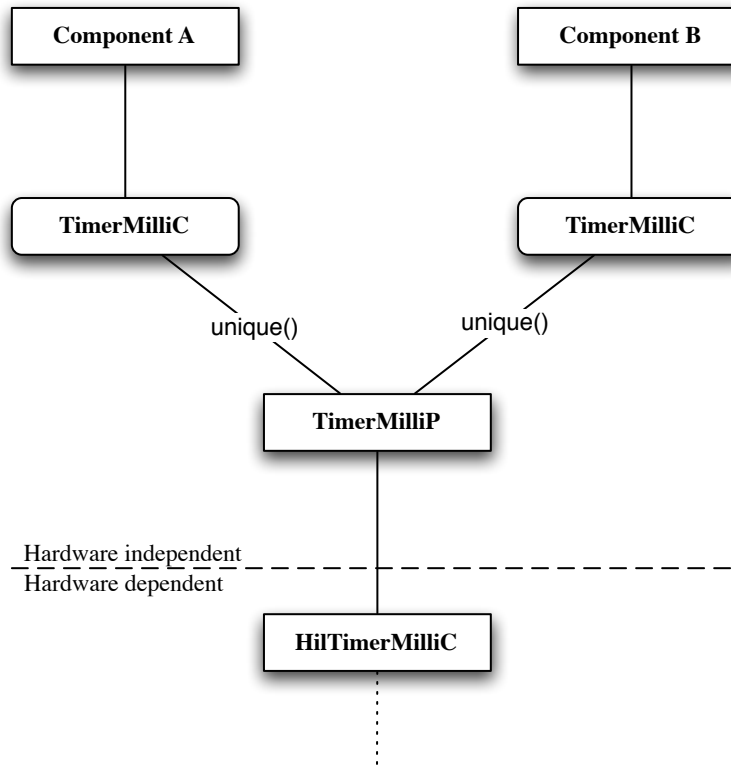 Component A
Component B
TimerMilliC
TimerMilliC
unique()
unique()
TimerMilliP
Hardware independent
Hardware dependent
HilTimerMilliC